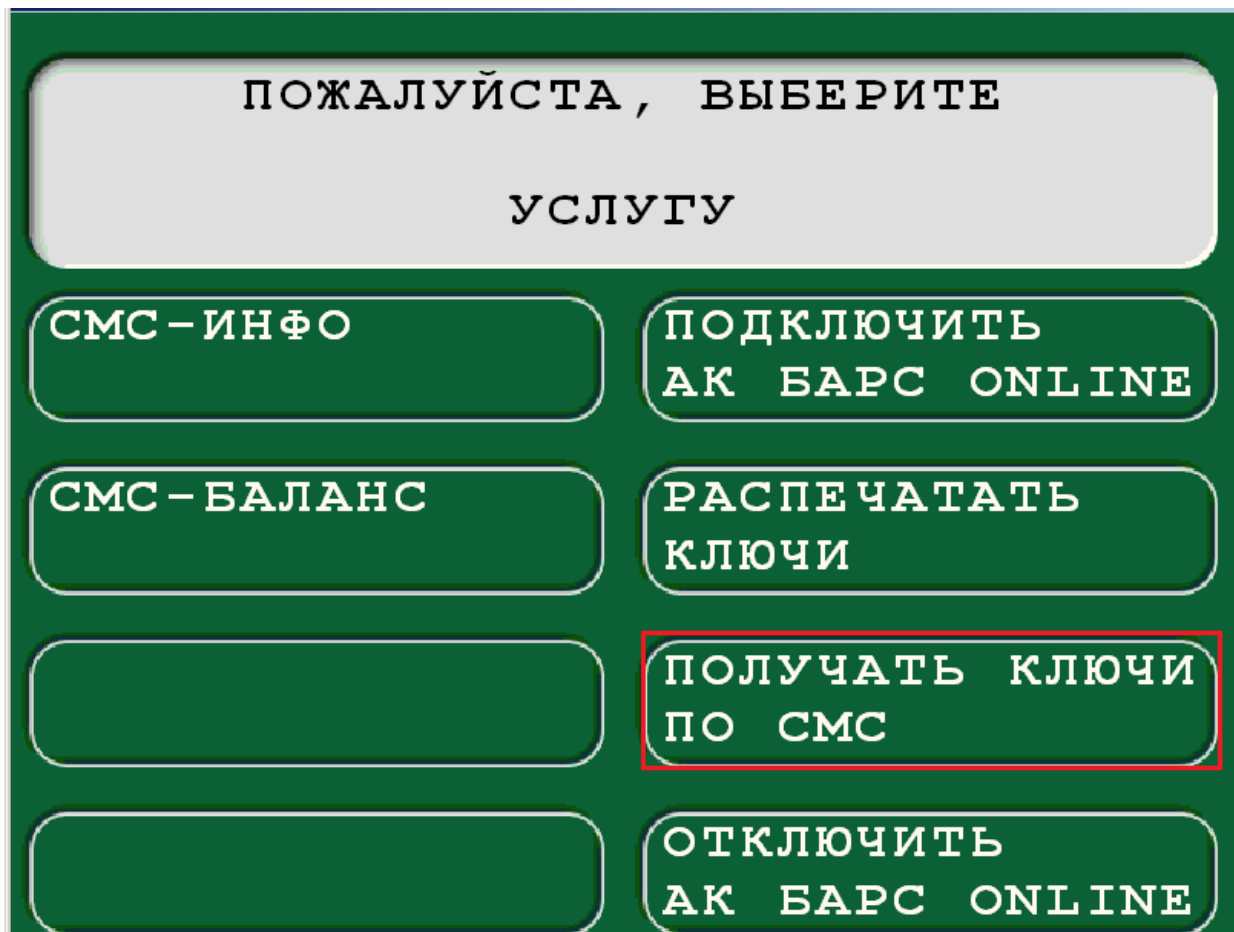 ПОЖАЛУЙСТА, ВЫБЕРИТЕ
УСЛУГУ
СМС-ИНФО
ПОДКЛЮЧИТЬ
АК БАРС ONLINE
СМС-БАЛАНС
РАСПЕЧАТАТЬ
КЛЮЧИ
ПОЛУЧАТЬ КЛЮЧИ
ПО СМС
ОТКЛЮЧИТЬ
АК БАРС ONLINE